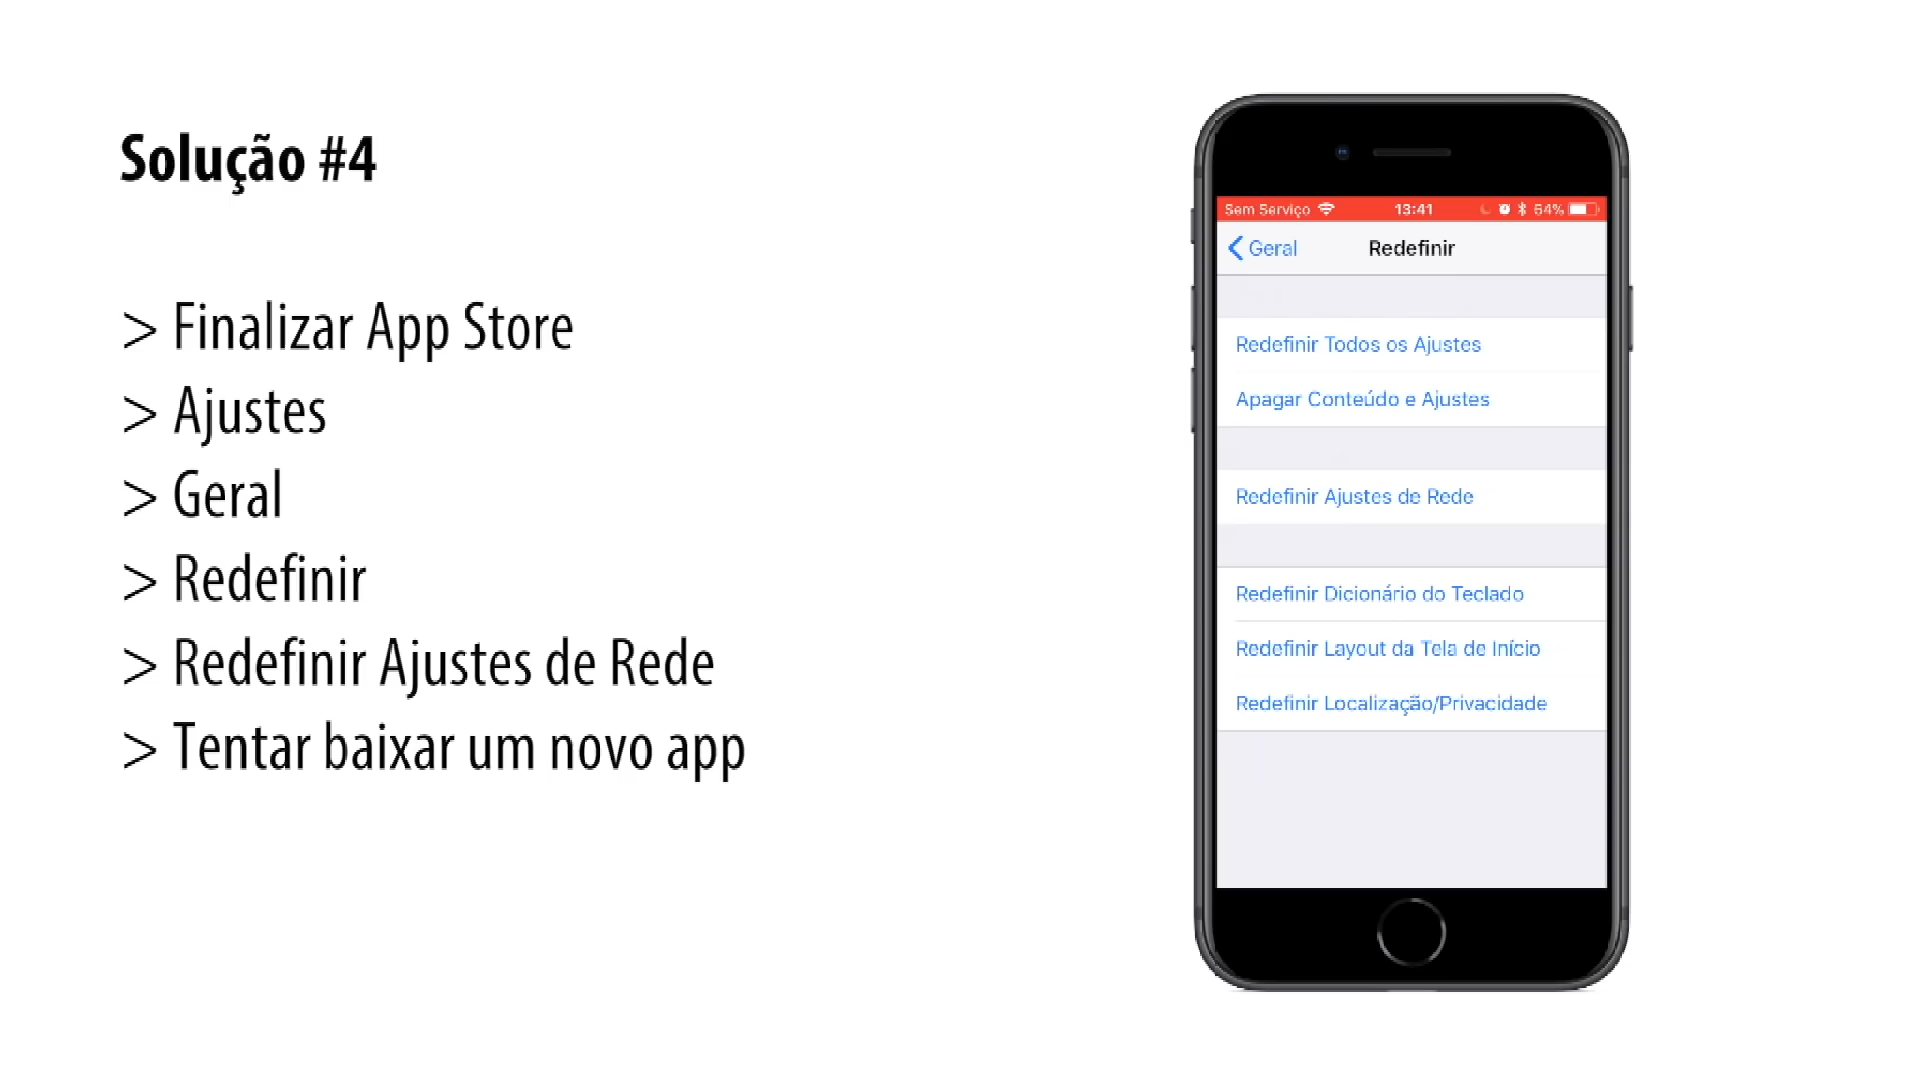 Solução #4
> Finalizar App Store
> Ajustes
> Geral
> Redefinir
> Redefinir Ajustes de Rede
> Tentar baixar um novo app
Sem Serviço 13:41 64%
Geral Redefinir
Redefinir Todos os Ajustes
Apagar Conteúdo e Ajustes
Redefinir Ajustes de Rede
Redefinir Dicionário do Teclado
Redefinir Layout da Tela de Início
Redefinir Localização/Privacidade